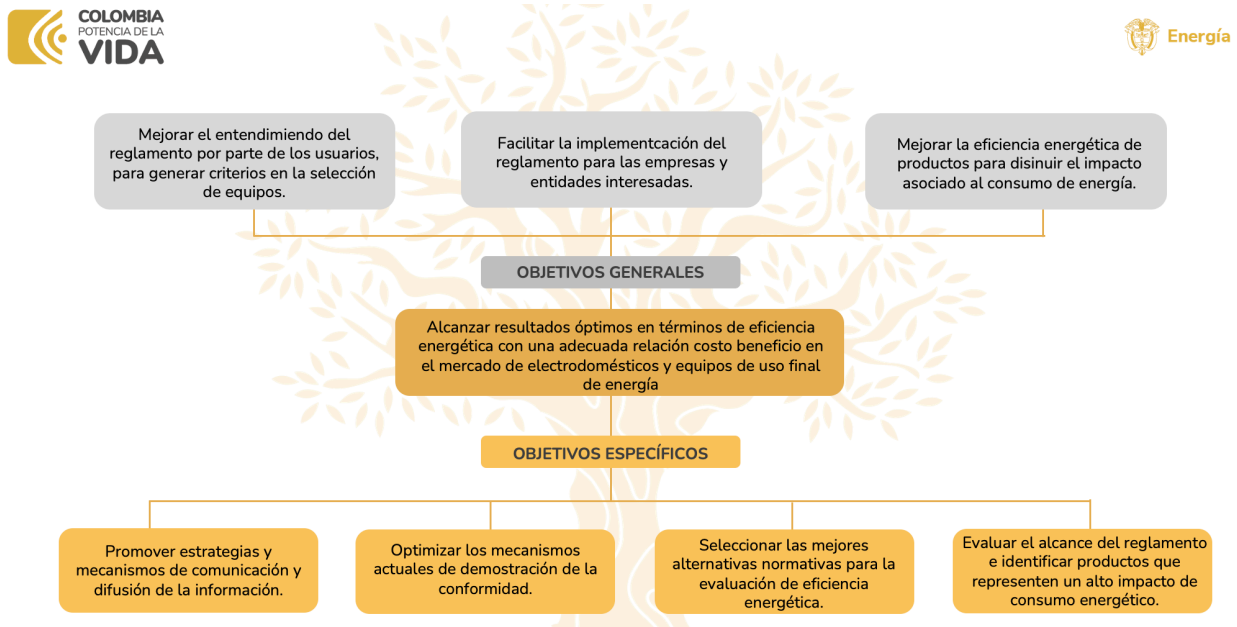 COLOMBIA
POTENCIA DE LA
VIDA
Energía
Mejorar el entendimiendo del
reglamento por parte de los usuarios,
para generar criterios en la selección
de equipos.
Facilitar la implementcación del
reglamento para las empresas y
entidades interesadas.
Mejorar la eficiencia energética de
productos para disinuir el impacto
asociado al consumo de energía.
OBJETIVOS GENERALES
Alcanzar resultados óptimos en términos de eficiencia
energética con una adecuada relación costo beneficio en
el mercado de electrodomésticos y equipos de uso final
de energía
OBJETIVOS ESPECÍFICOS
Promover estrategias y
mecanismos de comunicación y
difusión de la información.
Optimizar los mecanismos
actuales de demostración de la
conformidad.
Seleccionar las mejores
alternativas normativas para la
evaluación de eficiencia
energética.
Evaluar el alcance del reglamento
e identificar productos que
representen un alto impacto de
consumo energético.